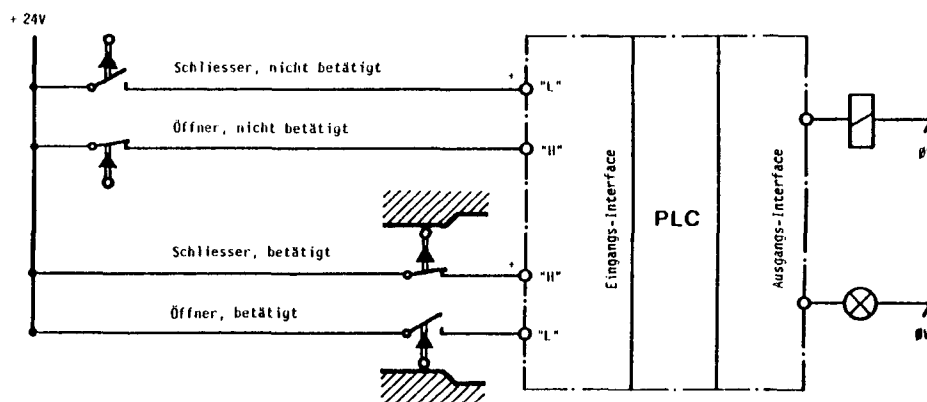 + 24V
Schliesser, nicht betätigt
+
"L"
Öffner, nicht betätigt
"H"
Schliesser, betätigt
+
"H"
Öffner, betätigt
"L"
Eingangs-Interface
PLC
Ausgangs-Interface